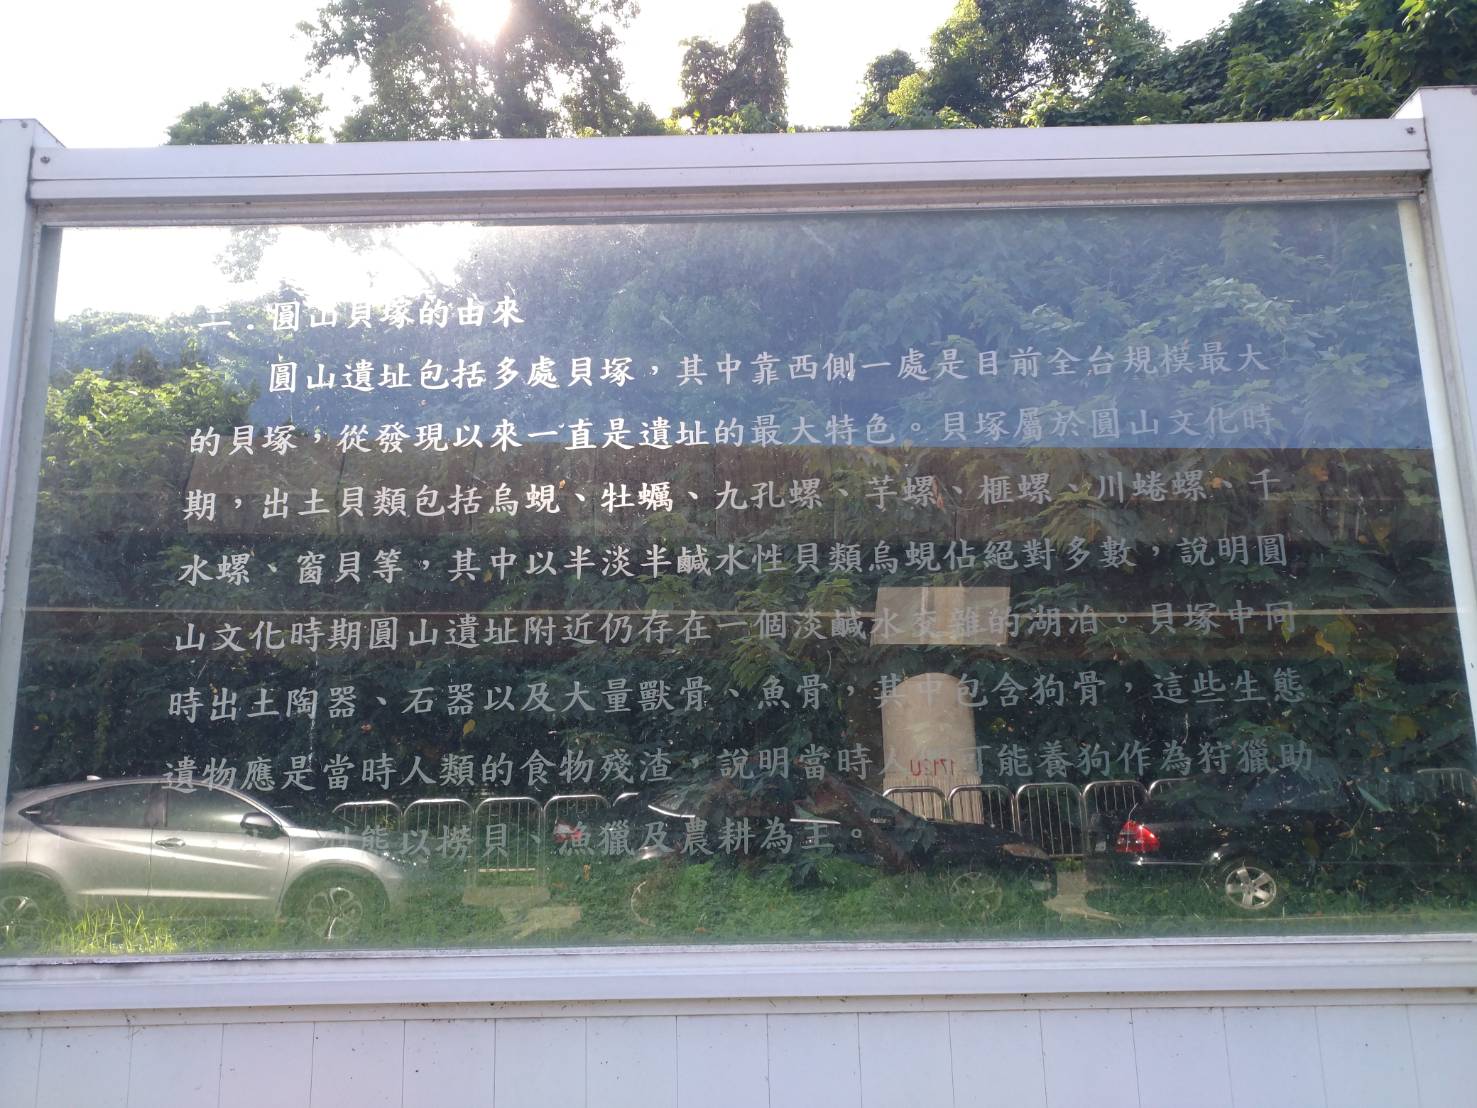 二．圓山貝塚的由來
圓山遺址包括多處貝塚，其中靠西側一處是目前全台規模最大
的貝塚，從發現以來一直是遺址的最大特色。貝塚屬於圓山文化時
期，出土貝類包括烏蜆、牡蠣、九孔螺、芋螺、榧螺、川蜷螺、千
水螺、窗貝等，其中以半淡半鹹水性貝類烏蜆佔絕對多數，說明圓
山文化時期圓山遺址附近仍存在一個淡鹹水交雜的湖泊。貝塚中同
時出土陶器、石器以及大量獸骨、魚骨，其中包含狗骨，這些生態
遺物應是當時人類的食物殘渣，說明當時人可能養狗作為狩獵助
，態以撈貝、漁獵及農耕為主。